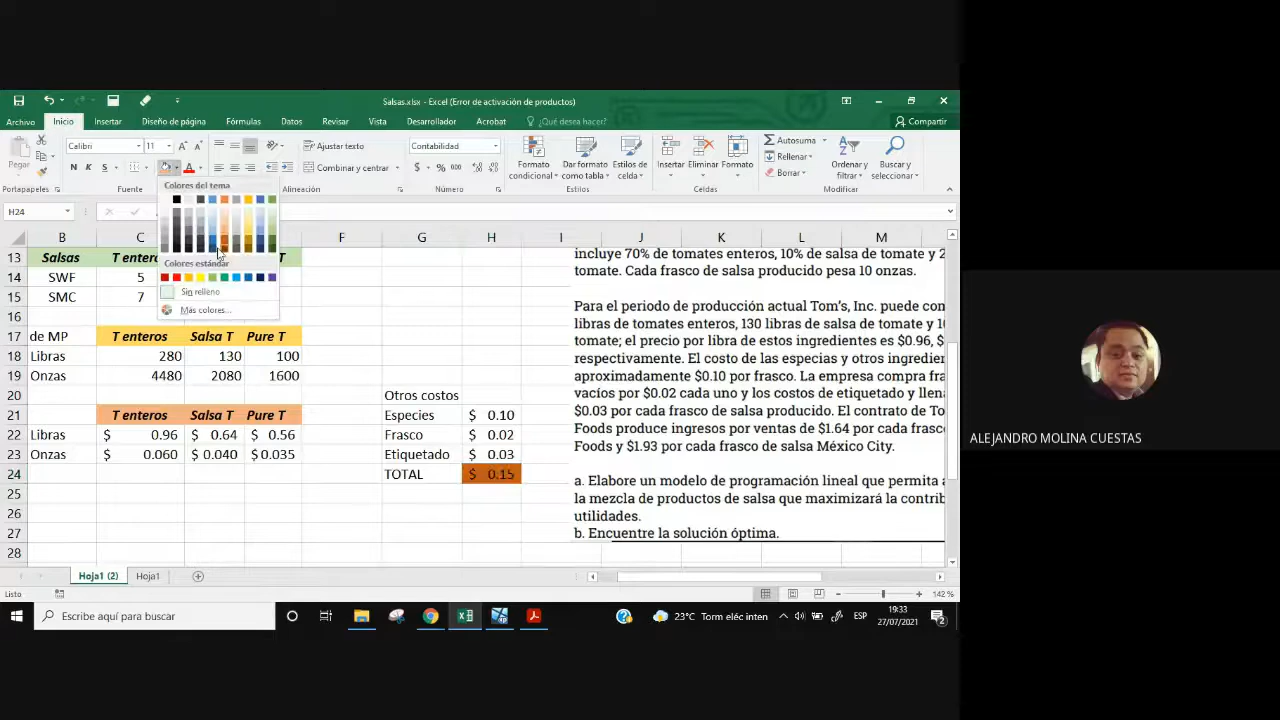 Salsas.xlsx - Excel (Error de activación de productos)
Archivo Inicio Insertar Diseño de página Fórmulas Datos Revisar Vista Desarrollador Acrobat ¿Qué desea hacer? Compartir
Pegar
Calibri 11
N K S
Ajustar texto
Combinar y centrar
Contabilidad
$ % 000
Formato condicional
Dar formato como tabla
Estilos de celda
Insertar Eliminar Formato
Autosuma
Rellenar
Borrar
Ordenar y filtrar
Buscar y seleccionar
Portapapeles Fuente Alineación Número Estilos Celdas Modificar
Colores del tema
Colores estándar
Sin relleno
Más colores...
H24
B C F G H I J K L M
13 Salsas T enteros T
14 SWF 5
15 SMC 7
16
17 de MP T enteros Salsa T Pure T
18 Libras 280 130 100
19 Onzas 4480 2080 1600
20 Otros costos
21 T enteros Salsa T Pure T Especies $ 0.10
22 Libras $ 0.96 $ 0.64 $ 0.56 Frasco $ 0.02
23 Onzas $ 0.060 $ 0.040 $ 0.035 Etiquetado $ 0.03
24 TOTAL $ 0.15
25
26
27
28
incluye 70% de tomates enteros, 10% de salsa de tomate y 2
tomate. Cada frasco de salsa producido pesa 10 onzas.
Para el periodo de producción actual Tom's, Inc. puede com
libras de tomates enteros, 130 libras de salsa de tomate y 10
tomate; el precio por libra de estos ingredientes es $0.96, $
respectivamente. El costo de las especias y otros ingredien
aproximadamente $0.10 por frasco. La empresa compra fra
vacíos por $0.02 cada uno y los costos de etiquetado y llena
$0.03 por cada frasco de salsa producido. El contrato de To
Foods produce ingresos por ventas de $1.64 por cada frasc
Foods y $1.93 por cada frasco de salsa México City.
a. Elabore un modelo de programación lineal que permita a
la mezcla de productos de salsa que maximizará la contrib
utilidades.
b. Encuentre la solución óptima.
Hoja1 (2) Hoja1
Listo
142 %
Escribe aquí para buscar
23°C Torm eléc inten
ESP
19:33
27/07/2021
2
ALEJANDRO MOLINA CUESTAS